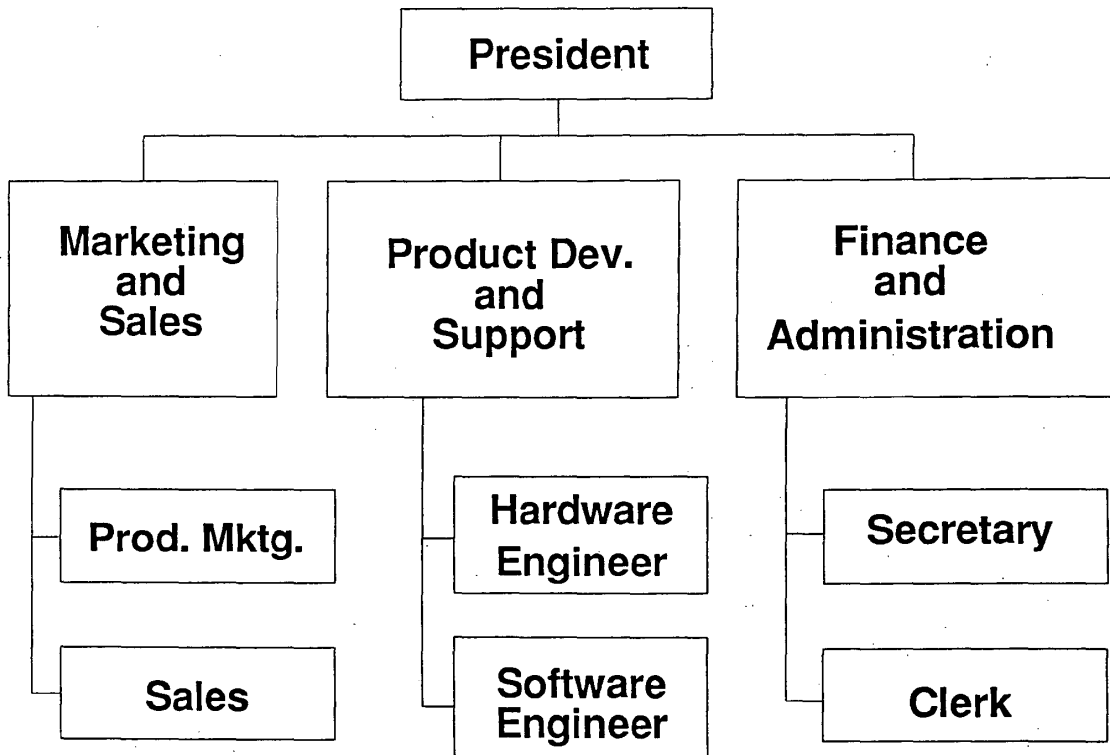 President
Marketing
and
Sales
Product Dev.
and
Support
Finance
and
Administration
Prod. Mktg.
Sales
Hardware
Engineer
Software
Engineer
Secretary
Clerk